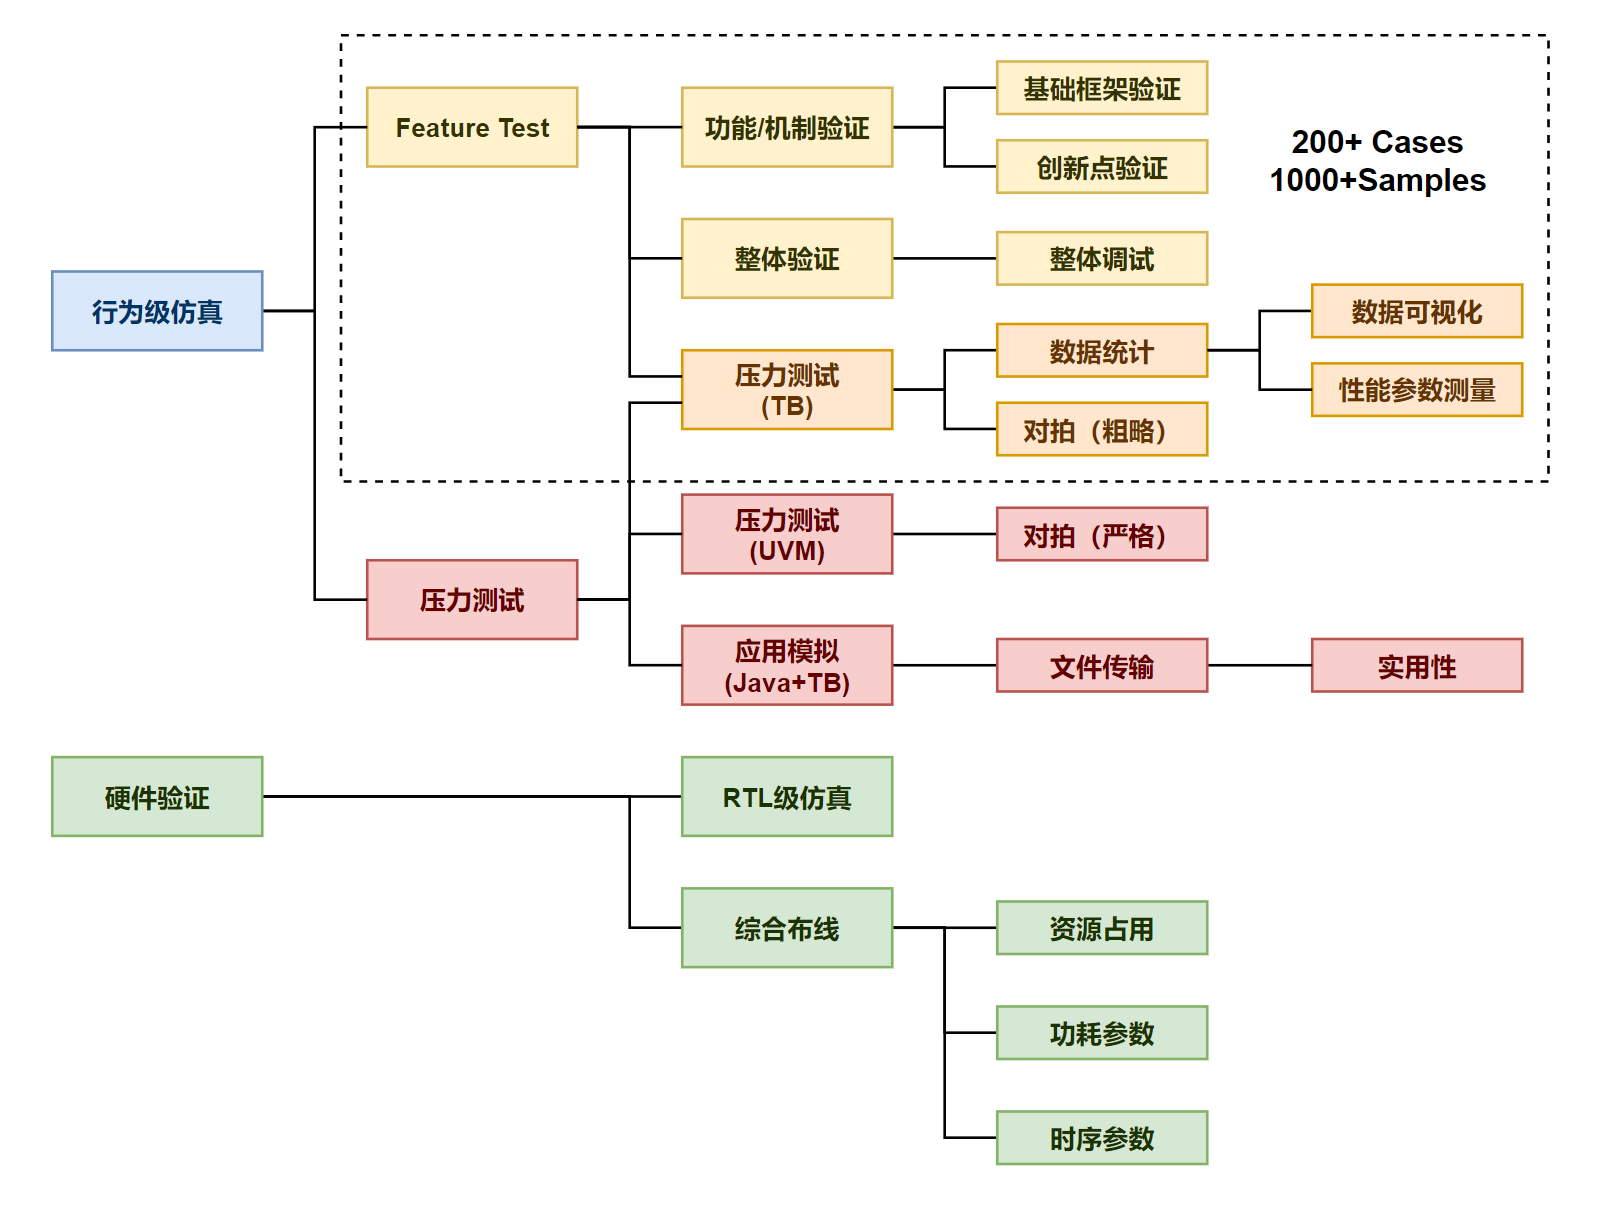 基础框架验证
Feature Test
功能/机制验证
200+ Cases
创新点验证
1000+Samples
整体验证
整体调试
行为级仿真
数据可视化
压力测试
(TB)
数据统计
性能参数测量
对拍（粗略）
压力测试
(UVM)
对拍（严格）
压力测试
应用模拟
(Java+TB)
文件传输
实用性
硬件验证
RTL级仿真
综合布线
资源占用
功耗参数
时序参数